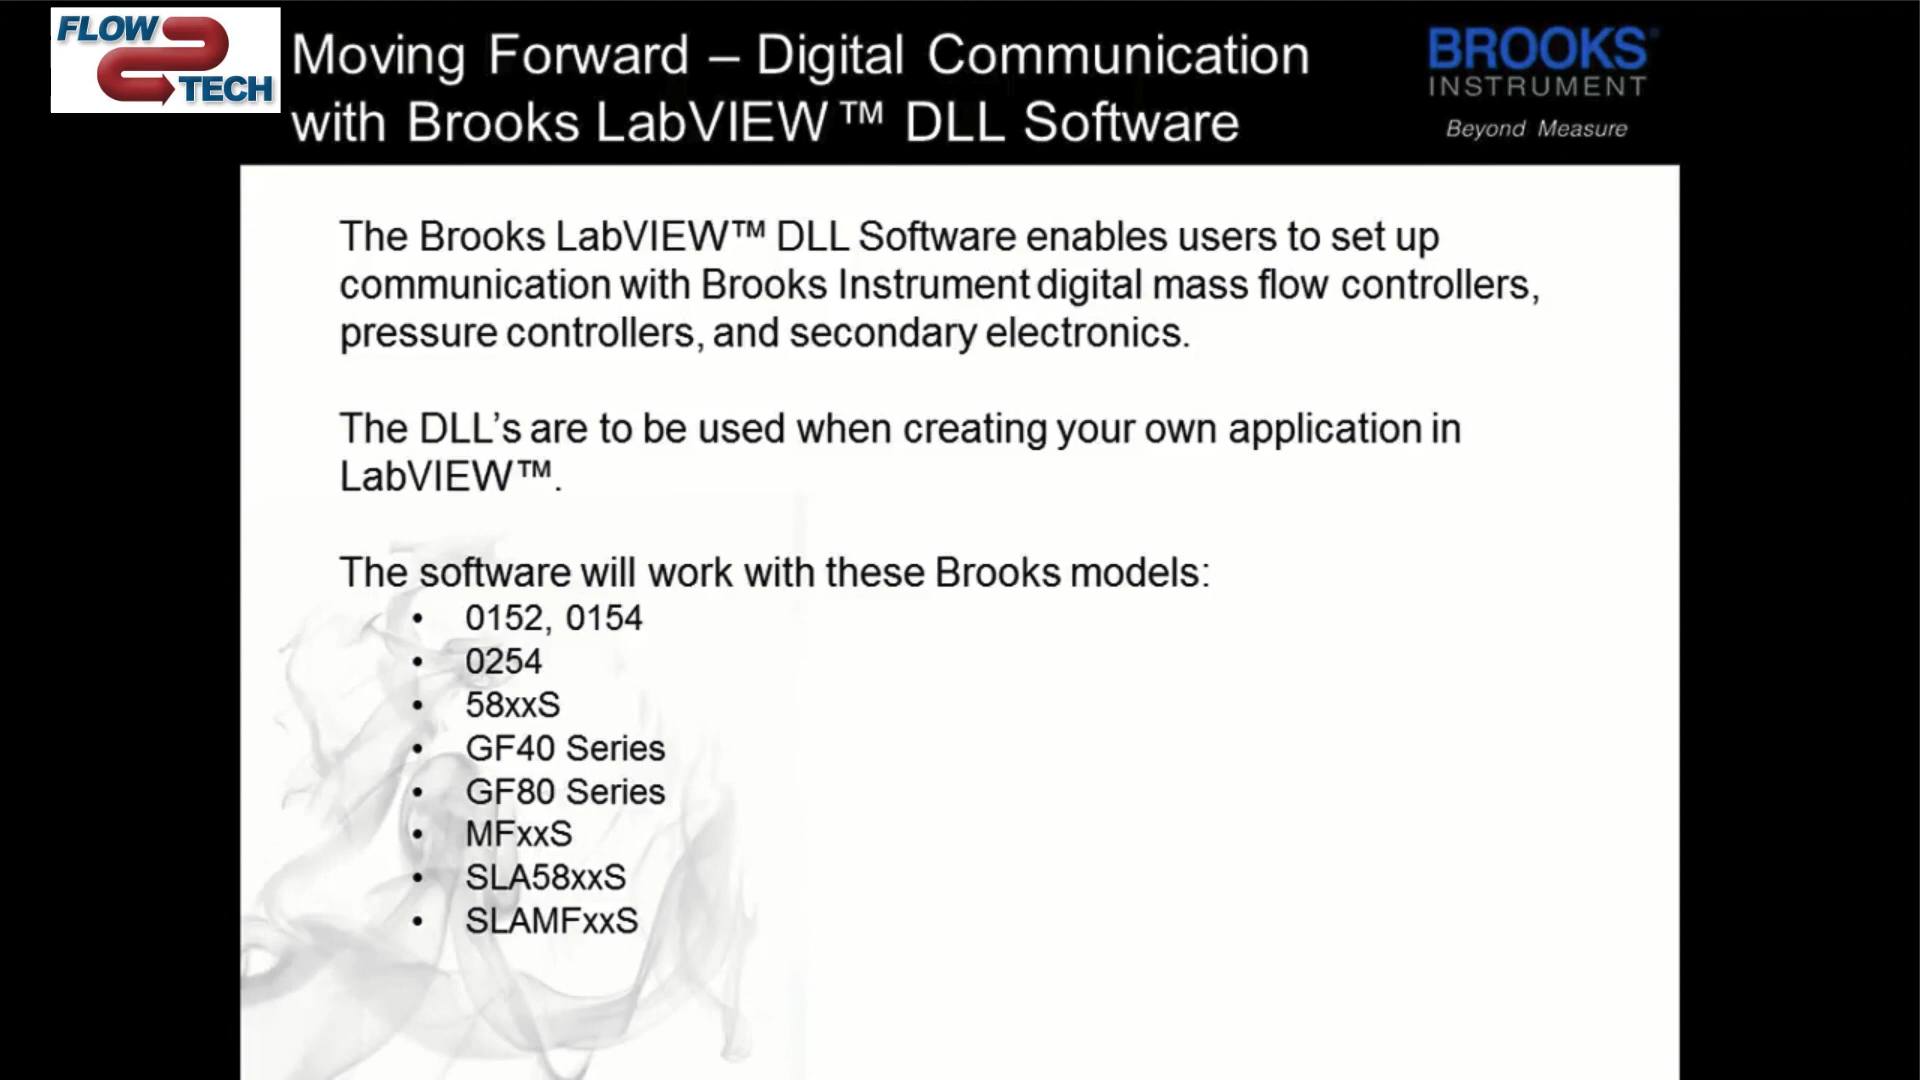 FLOW
TECH
Moving Forward – Digital Communication
with Brooks LabVIEW™ DLL Software
BROOKS®
INSTRUMENT
Beyond Measure
The Brooks LabVIEW™ DLL Software enables users to set up
communication with Brooks Instrument digital mass flow controllers,
pressure controllers, and secondary electronics.
The DLL’s are to be used when creating your own application in
LabVIEW™.
The software will work with these Brooks models:
• 0152, 0154
• 0254
• 58xxS
• GF40 Series
• GF80 Series
• MFxxS
• SLA58xxS
• SLAMFxxS